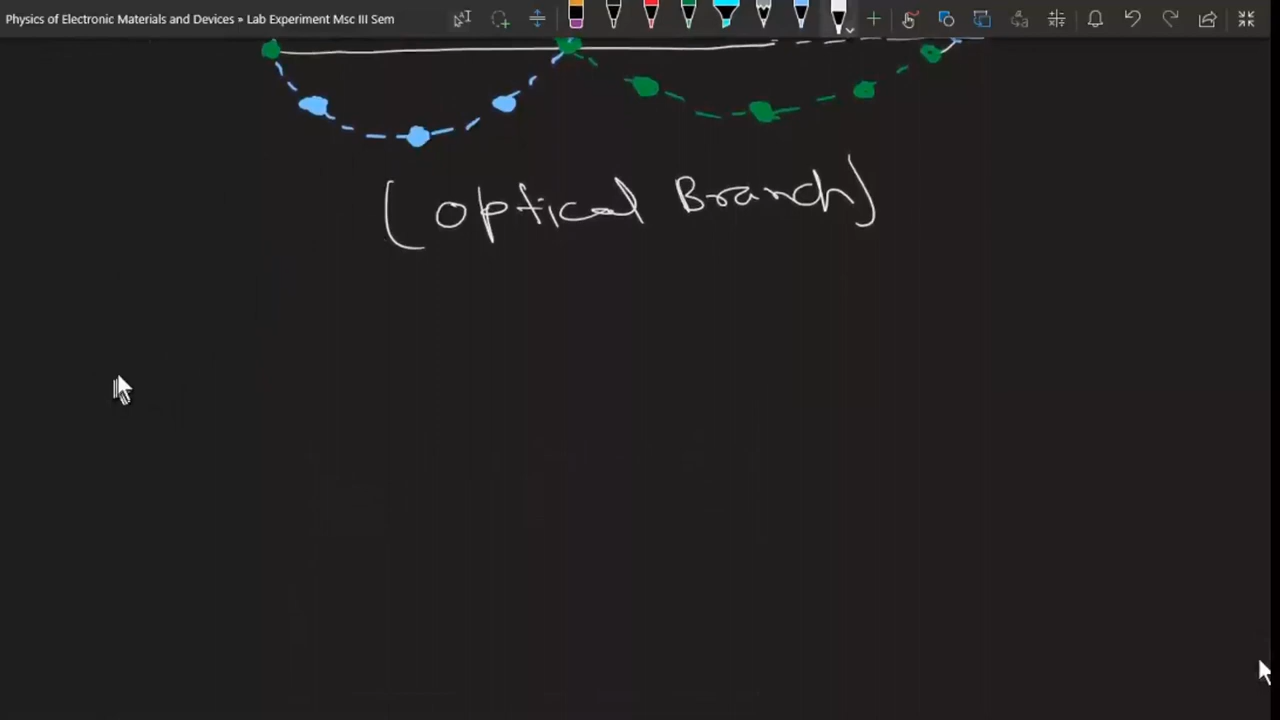 Physics of Electronic Materials and Devices » Lab Experiment Msc III Sem
(Optical Branch)